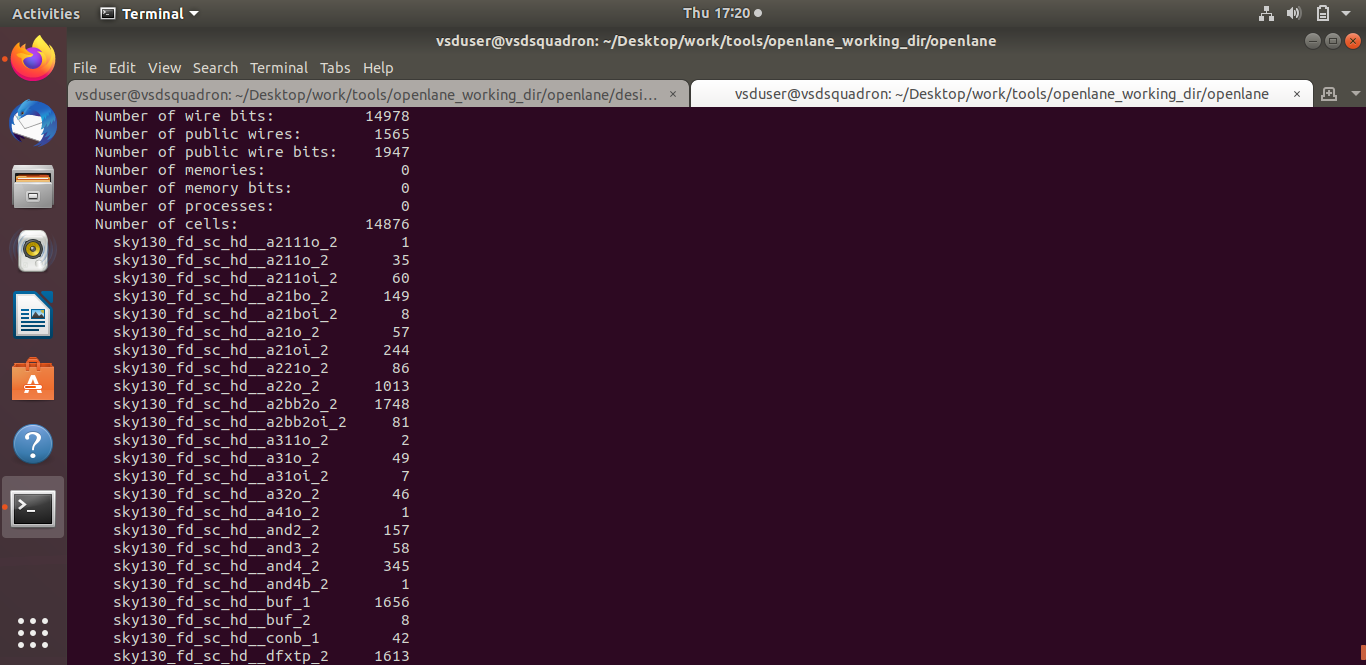 Activities Terminal Thu 17:20
vsduser@vsdsquadron: ~/Desktop/work/tools/openlane_working_dir/openlane
File Edit View Search Terminal Tabs Help
vsduser@vsdsquadron: ~/Desktop/work/tools/openlane_working_dir/openlane/desi... × vsduser@vsdsquadron: ~/Desktop/work/tools/openlane_working_dir/openlane ×
Number of wire bits: 14978
Number of public wires: 1565
Number of public wire bits: 1947
Number of memories: 0
Number of memory bits: 0
Number of processes: 0
Number of cells: 14876
sky130_fd_sc_hd__a2111o_2 1
sky130_fd_sc_hd__a211o_2 35
sky130_fd_sc_hd__a211oi_2 60
sky130_fd_sc_hd__a21bo_2 149
sky130_fd_sc_hd__a21boi_2 8
sky130_fd_sc_hd__a21o_2 57
sky130_fd_sc_hd__a21oi_2 244
sky130_fd_sc_hd__a221o_2 86
sky130_fd_sc_hd__a22o_2 1013
sky130_fd_sc_hd__a2bb2o_2 1748
sky130_fd_sc_hd__a2bb2oi_2 81
sky130_fd_sc_hd__a311o_2 2
sky130_fd_sc_hd__a31o_2 49
sky130_fd_sc_hd__a31oi_2 7
sky130_fd_sc_hd__a32o_2 46
sky130_fd_sc_hd__a41o_2 1
sky130_fd_sc_hd__and2_2 157
sky130_fd_sc_hd__and3_2 58
sky130_fd_sc_hd__and4_2 345
sky130_fd_sc_hd__and4b_2 1
sky130_fd_sc_hd__buf_1 1656
sky130_fd_sc_hd__buf_2 8
sky130_fd_sc_hd__conb_1 42
sky130_fd_sc_hd__dfxtp_2 1613